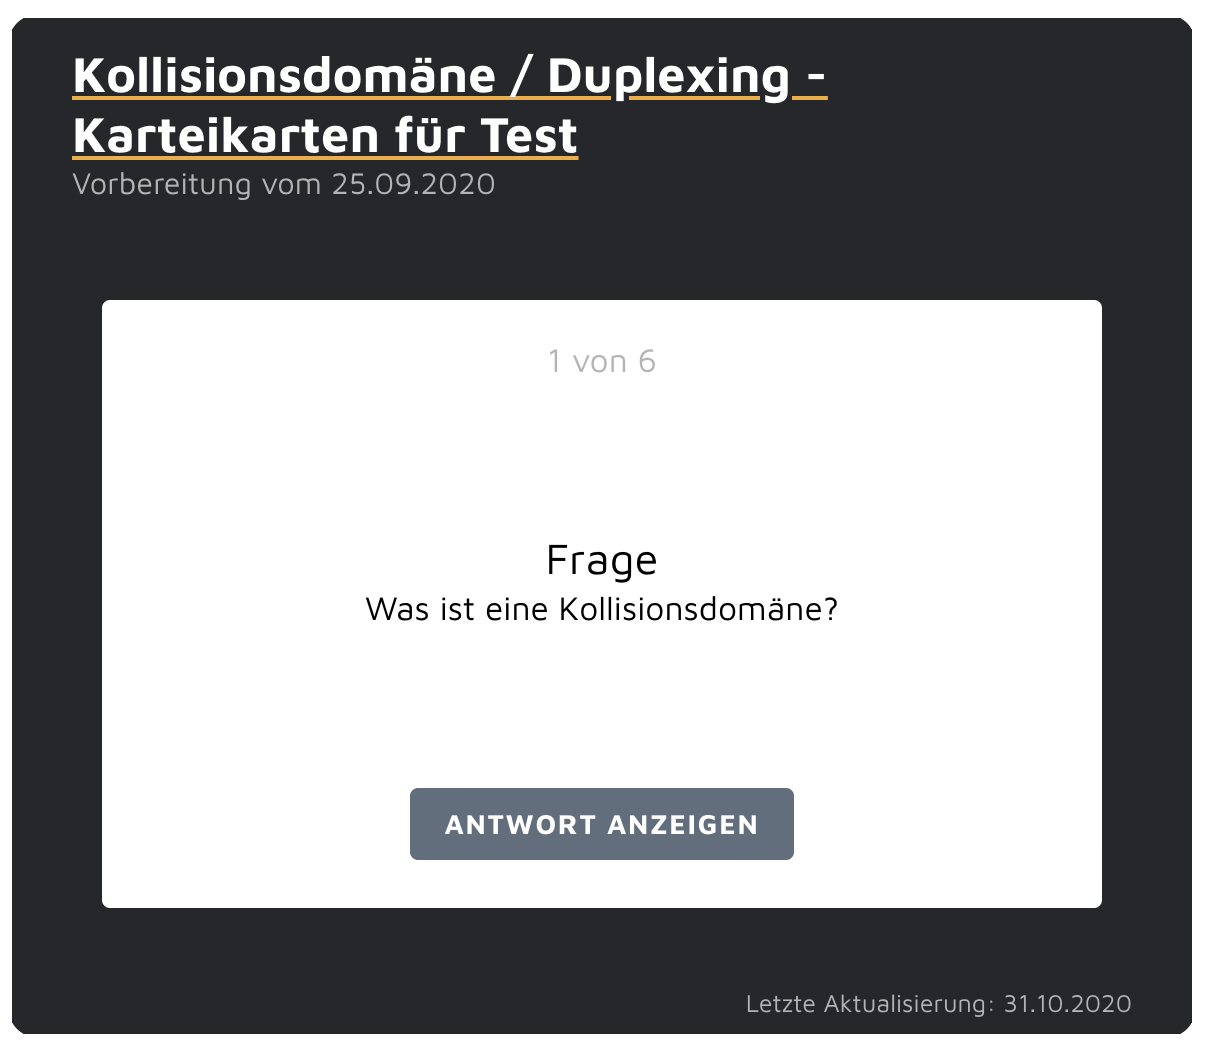 Kollisionsdomäne / Duplexing -
Karteikarten für Test
Vorbereitung vom 25.09.2020
1 von 6
Frage
Was ist eine Kollisionsdomäne?
ANTWORT ANZEIGEN
Letzte Aktualisierung: 31.10.2020